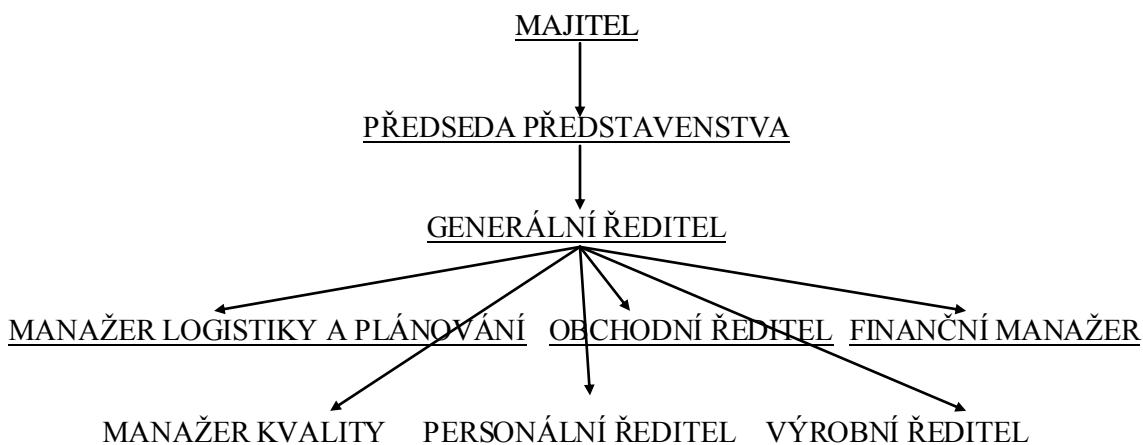 MAJITEL
PŘEDSEDA PŘEDSTAVENSTVA
GENERÁLNÍ ŘEDITEL
MANAŽER LOGISTIKY A PLÁNOVÁNÍ OBCHODNÍ ŘEDITEL FINANČNÍ MANAŽER
MANAŽER KVALITY PERSONÁLNÍ ŘEDITEL VÝROBNÍ ŘEDITEL